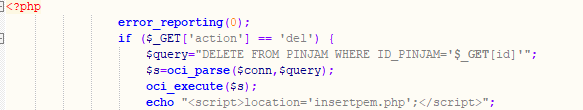 <?php
error_reporting(0);
if ($_GET['action'] == 'del') {
$query="DELETE FROM PINJAM WHERE ID_PINJAM='$_GET[id]'";
$s=oci_parse($conn,$query);
oci_execute($s);
echo "<script>location='insertpem.php';</script>";